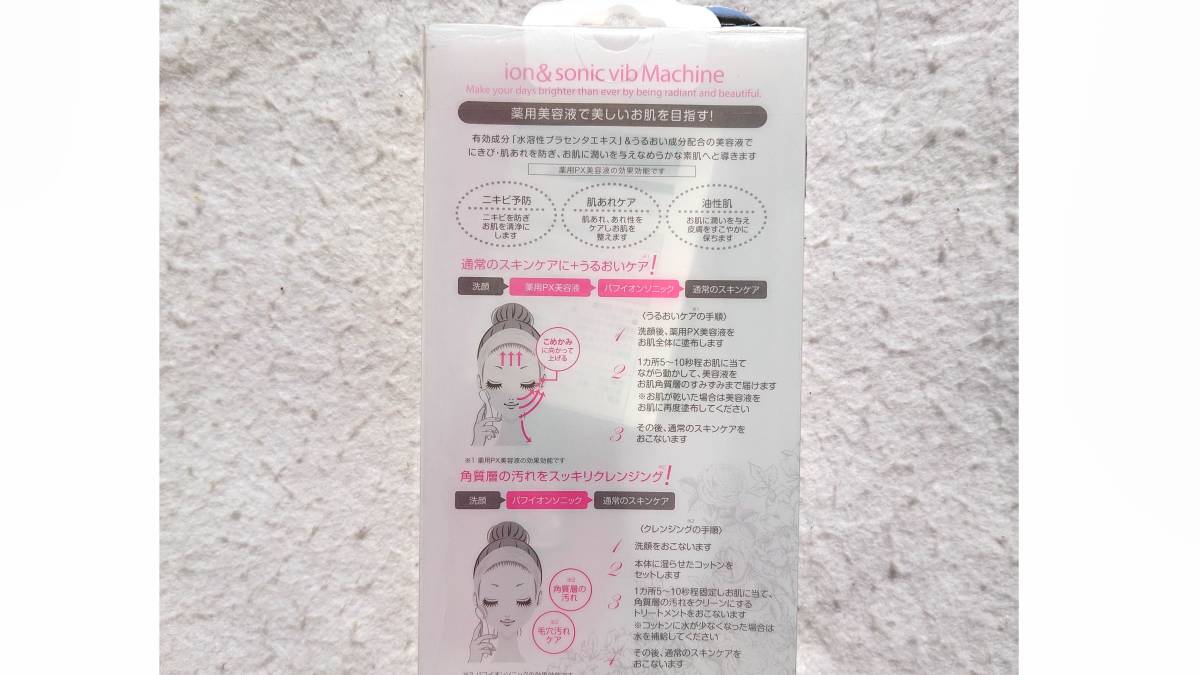 ion & sonic vib Machine
Make your days brighter than ever by being radiant and beautiful.
薬用美容液で美しいお肌を目指す!
有効成分「水溶性プラセンタエキス」&うるおい成分配合の美容液で
にきび・肌あれを防ぎ、お肌に潤いを与えなめらかな素肌へと導きます
薬用PX美容液の効果効能です
ニキビ予防
ニキビを防ぎ
お肌を清浄に
します
肌あれケア
肌あれ、あれ性を
ケアしお肌を
整えます
油性肌
お肌に潤いを与え
皮膚をすこやかに
保ちます
通常のスキンケアに+うるおいケア!
※1
洗顔
薬用PX美容液
パフイオンソニック
通常のスキンケア
こめかみ
に向かって
上げる
〈うるおいケアの手順〉
※1
1 洗顔後、薬用PX美容液を
お肌全体に塗布します
2 1カ所5〜10秒程お肌に当て
ながら動かして、美容液を
お肌角質層のすみずみまで届けます
※お肌が乾いた場合は美容液を
お肌に再度塗布してください
3 その後、通常のスキンケアを
おこないます
※1 薬用PX美容液の効果効能です
角質層の汚れをスッキリクレンジング!
※2
洗顔
パフイオンソニック
通常のスキンケア
※2
角質層の
汚れ
※2
毛穴汚れ
ケア
〈クレンジングの手順〉
※2
1 洗顔をおこないます
2 本体に湿らせたコットンを
セットします
3 1カ所5〜10秒程固定しお肌に当て、
角質層の汚れをクリーンにする
トリートメントをおこないます
※コットンに水が少なくなった場合は
水を補給してください
4 その後、通常のスキンケアを
おこないます
※2 パフイオンソニックの効果効能です